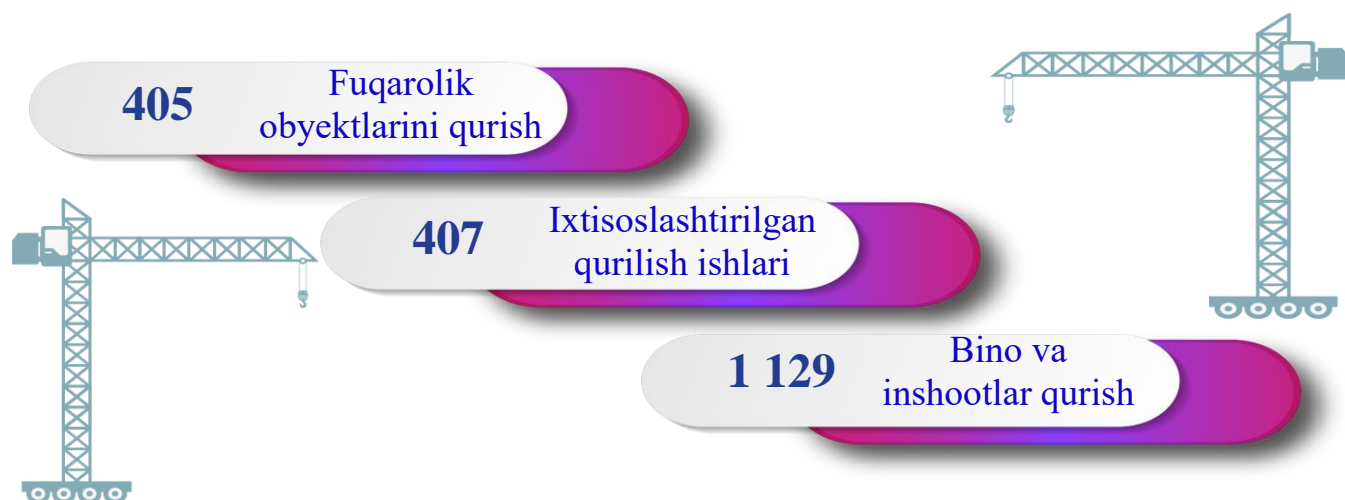 405
Fuqarolik
obyektlarini qurish
407
Ixtisoslashtirilgan
qurilish ishlari
1 129
Bino va
inshootlar qurish